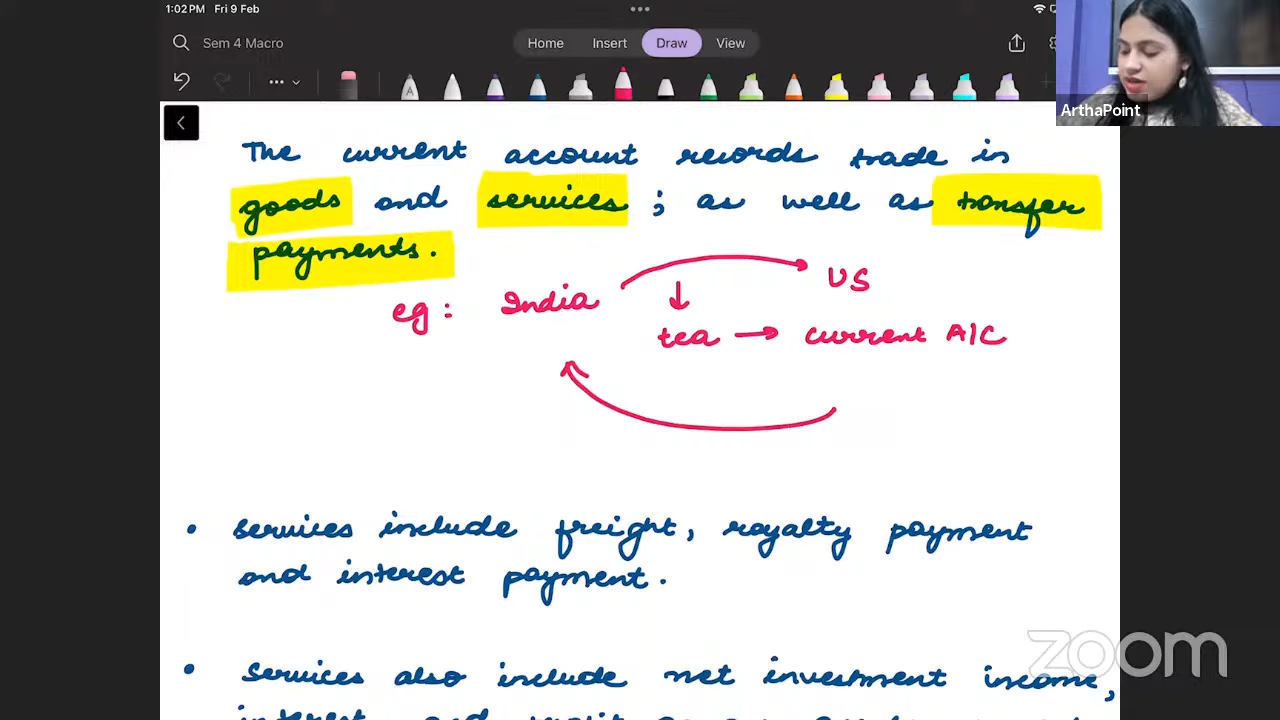 1:02 PM Fri 9 Feb
Sem 4 Macro
Home Insert Draw View
A
ArthaPoint
The current account records trade in
goods and services ; as well as transfer
payments.
eg : India US
tea → current A/C
• Services include freight, royalty payment
and interest payment.
• Services also include net investment income,
interest and
zoom